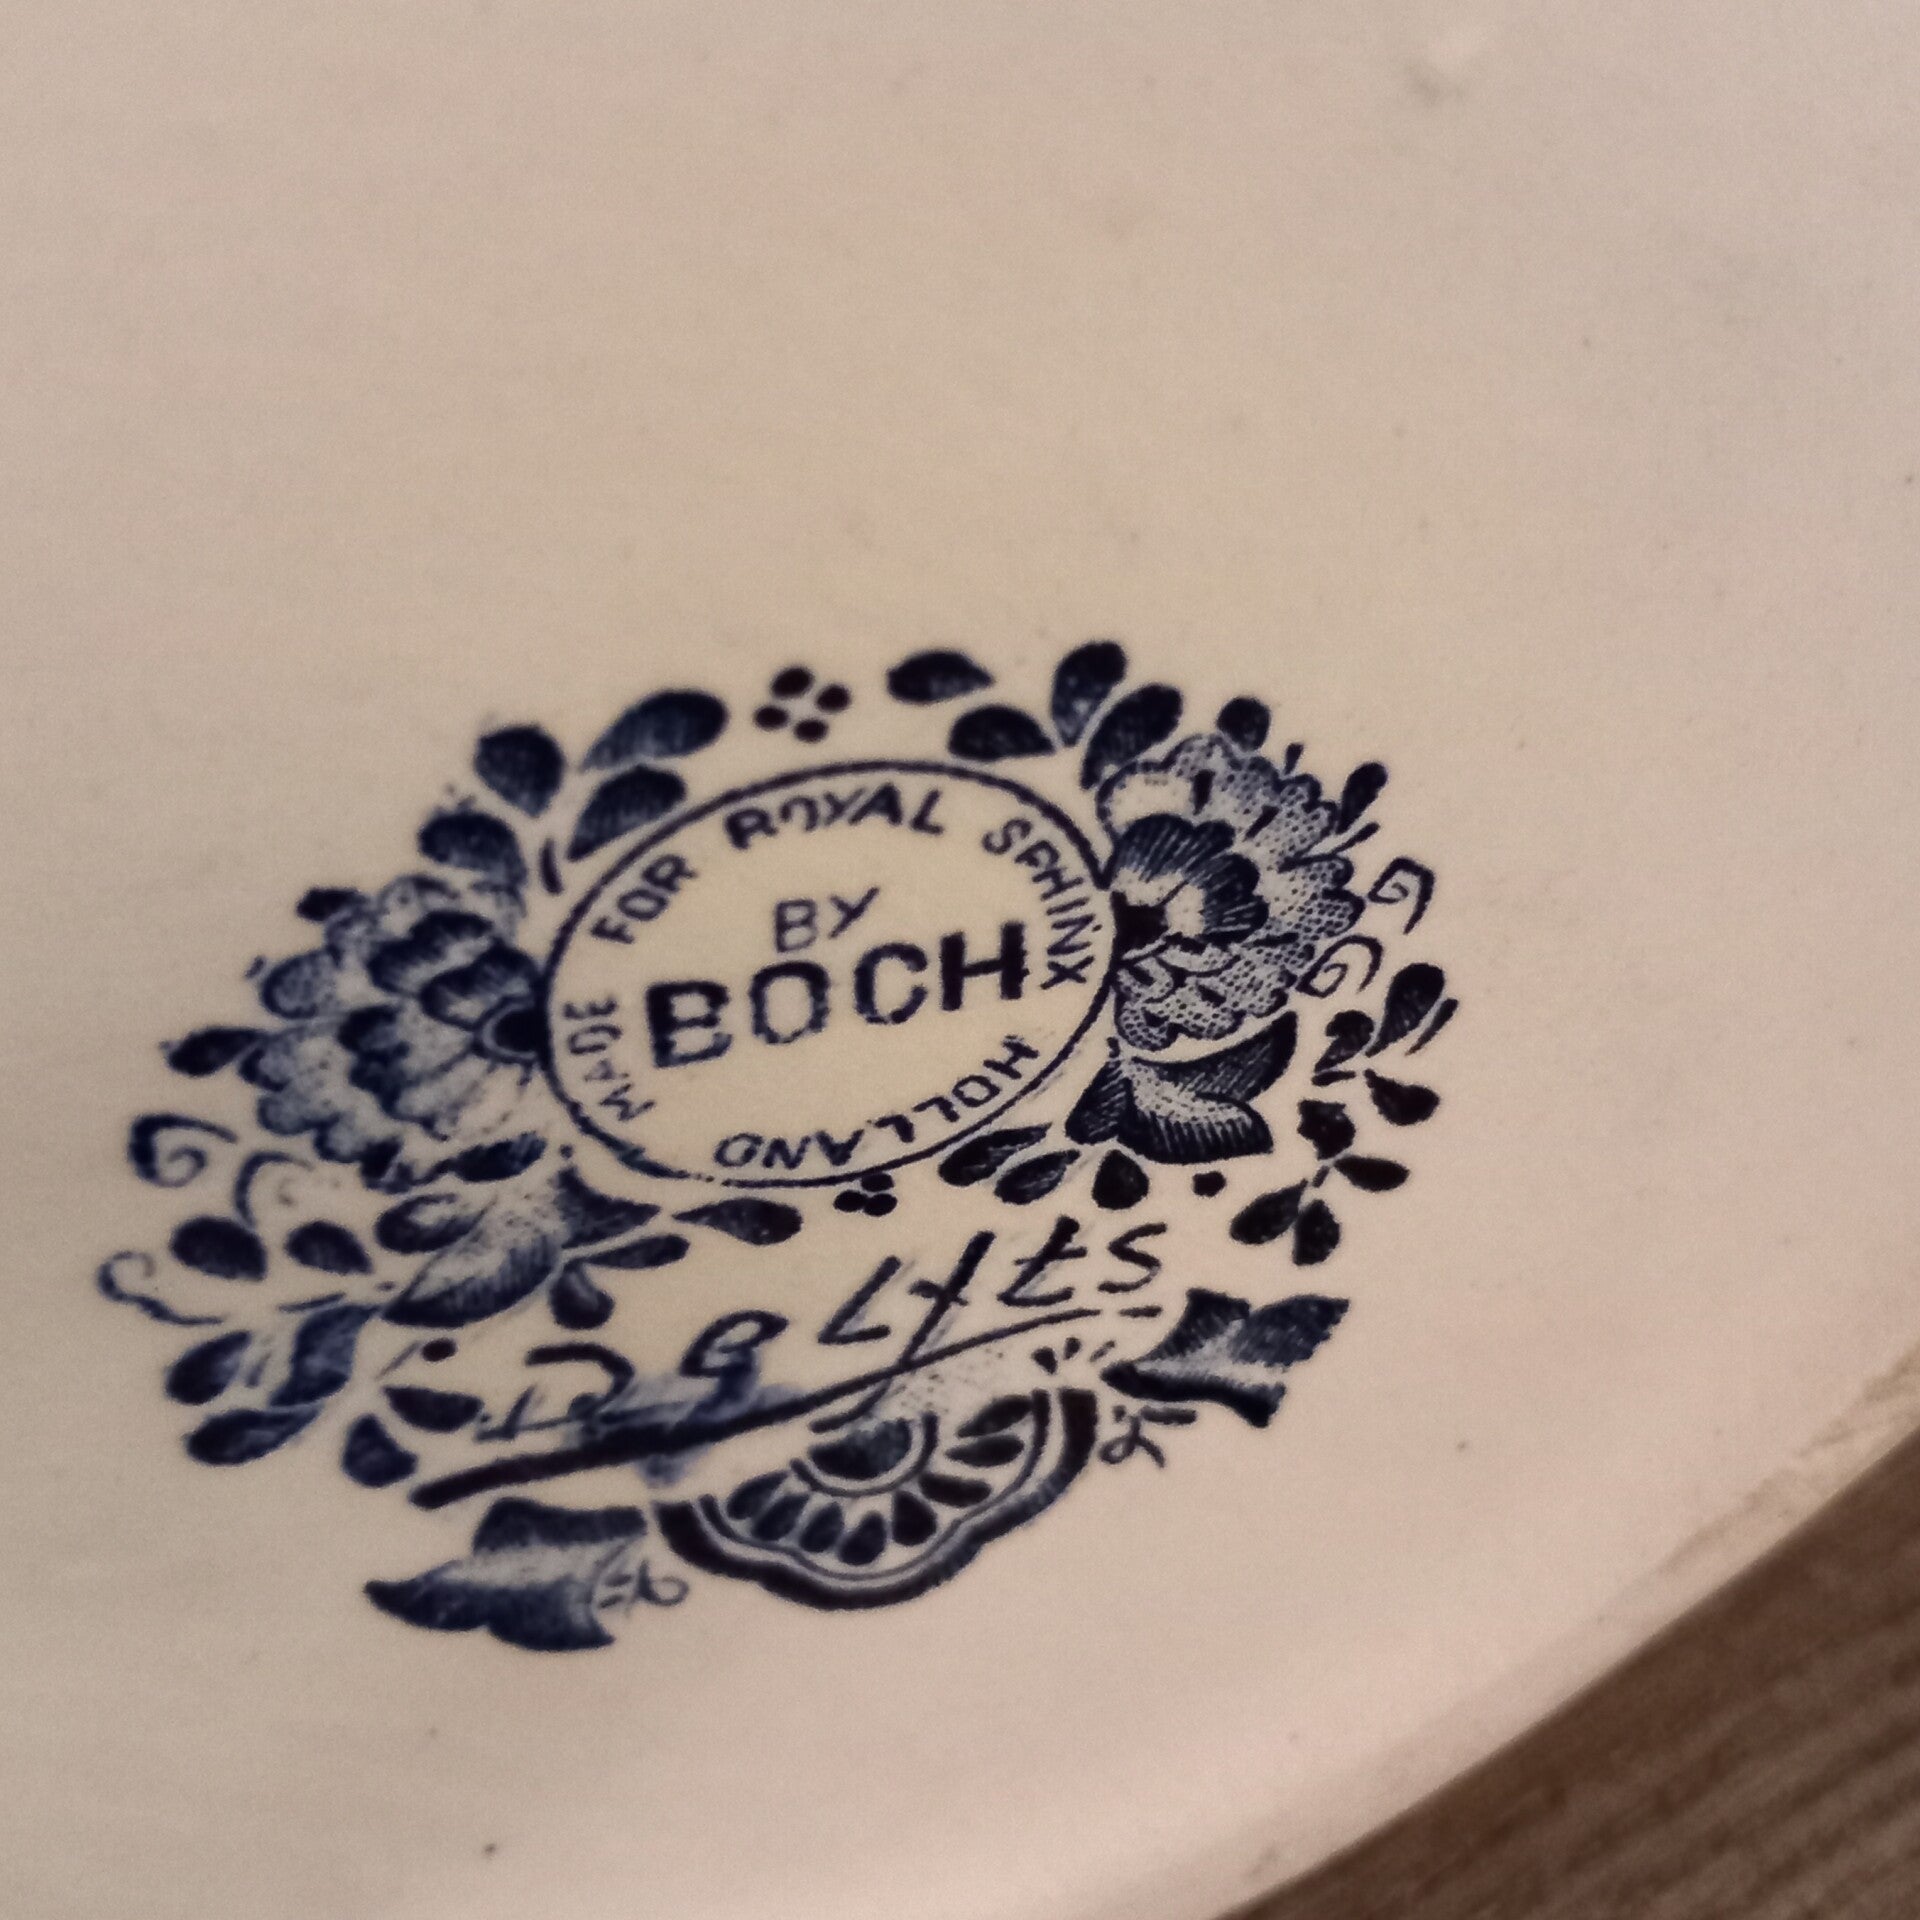 MADE FOR ROYAL SPHINX
BY
BOCH
HOLLAND
Delfts